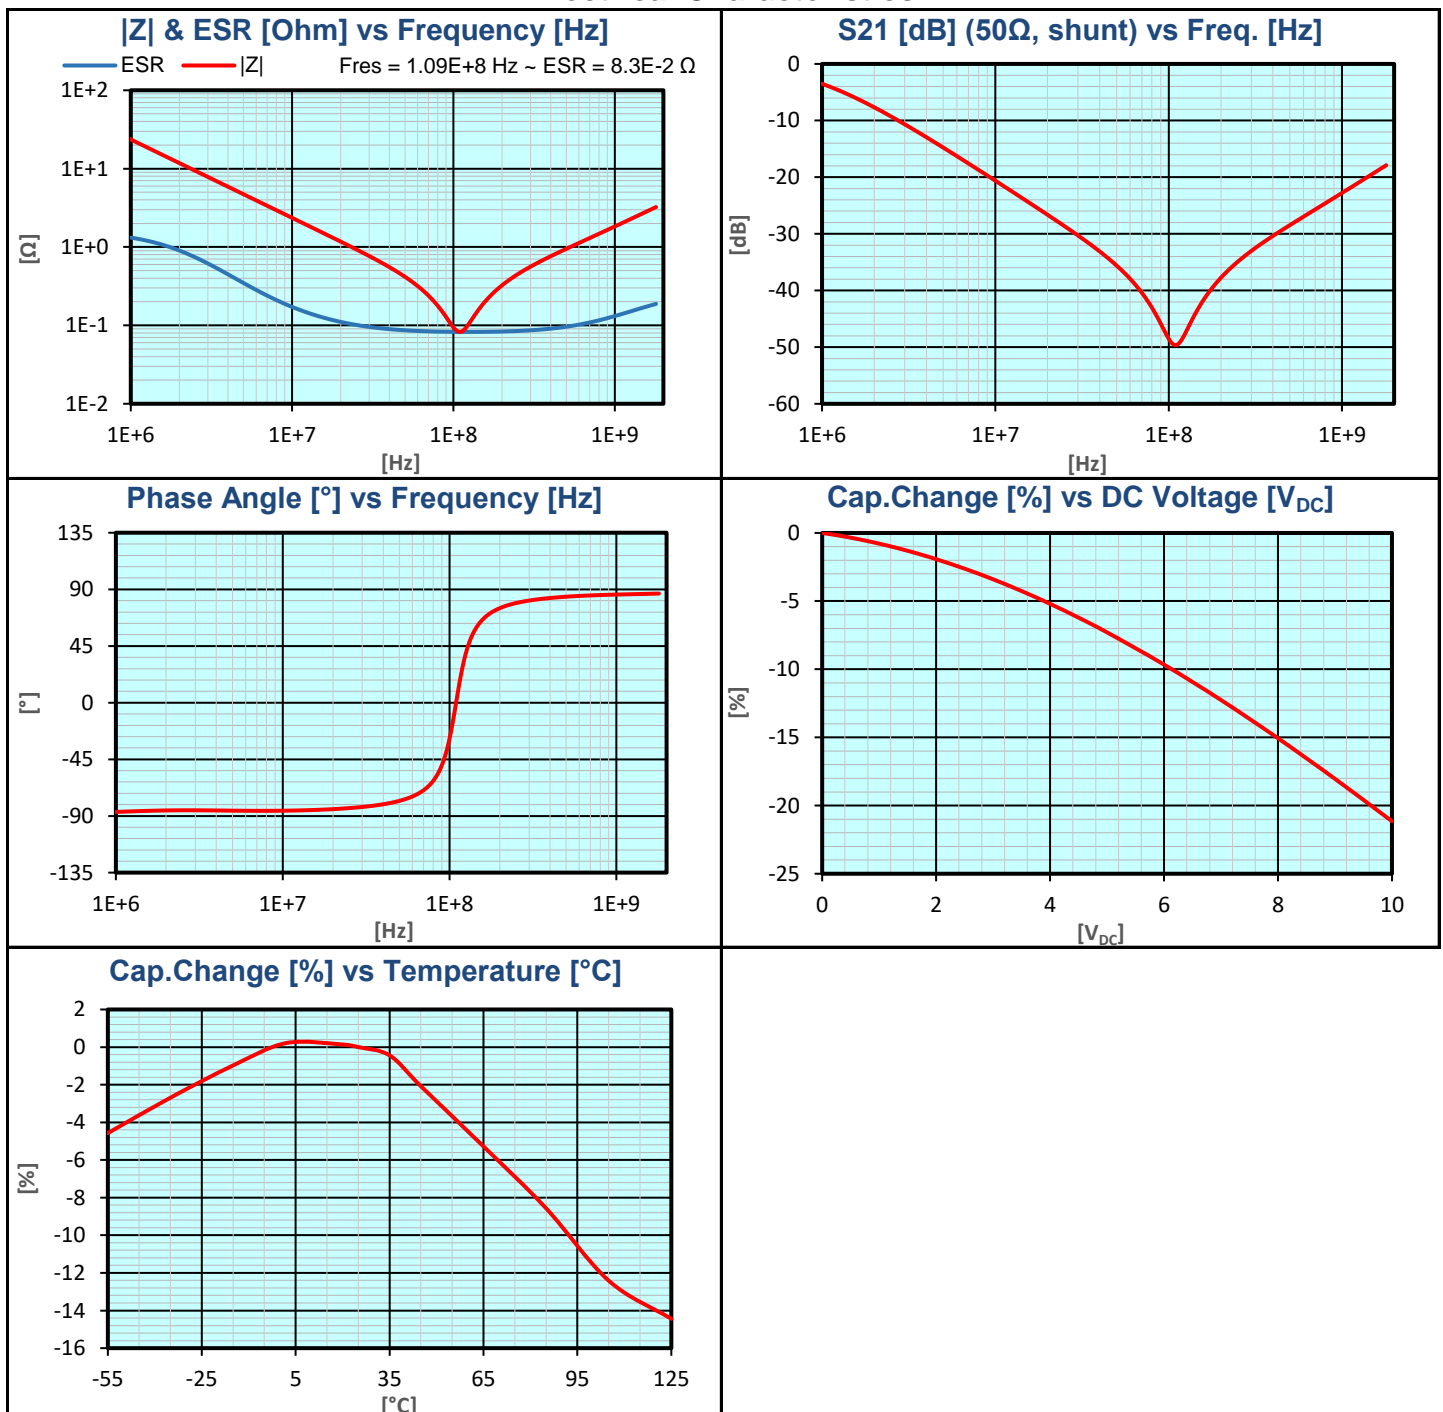 |Z| & ESR [Ohm] vs Frequency [Hz]
ESR |Z| Fres = 1.09E+8 Hz ~ ESR = 8.3E-2 Ω
1E+2
1E+1
1E+0
1E-1
1E-2
[Ω]
1E+6 1E+7 1E+8 1E+9
[Hz]
S21 [dB] (50Ω, shunt) vs Freq. [Hz]
0
-10
-20
-30
-40
-50
-60
[dB]
1E+6 1E+7 1E+8 1E+9
[Hz]
Phase Angle [°] vs Frequency [Hz]
135
90
45
0
-45
-90
-135
[°]
1E+6 1E+7 1E+8 1E+9
[Hz]
Cap.Change [%] vs DC Voltage [VDC]
0
-5
-10
-15
-20
-25
[%]
0 2 4 6 8 10
[VDC]
Cap.Change [%] vs Temperature [°C]
2
0
-2
-4
-6
-8
-10
-12
-14
-16
[%]
-55 -25 5 35 65 95 125
[°C]